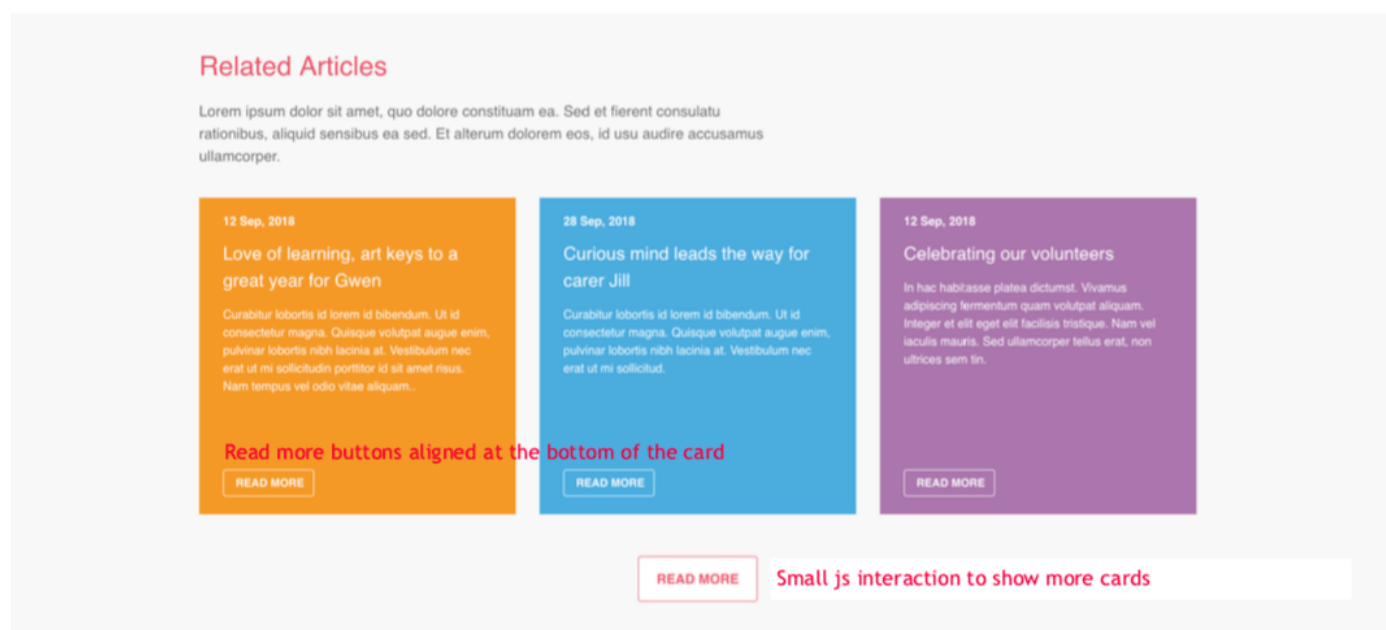 Related Articles
Lorem ipsum dolor sit amet, quo dolore constituam ea. Sed et fierent consulatu
rationibus, aliquid sensibus ea sed. Et alterum dolorem eos, id usu audire accusamus
ullamcorper.
12 Sep, 2018
Love of learning, art keys to a
great year for Gwen
Curabitur lobortis id lorem id bibendum. Ut id
consectetur magna. Quisque volutpat augue enim,
pulvinar lobortis nibh lacinia at. Vestibulum nec
erat ut mi sollicitudin porttitor id sit amet risus.
Nam tempus vel odio vitae aliquam..
READ MORE
28 Sep, 2018
Curious mind leads the way for
carer Jill
Curabitur lobortis id lorem id bibendum. Ut id
consectetur magna. Quisque volutpat augue enim,
pulvinar lobortis nibh lacinia at. Vestibulum nec
erat ut mi sollicitud.
READ MORE
12 Sep, 2018
Celebrating our volunteers
In hac habitasse platea dictumst. Vivamus
adipiscing fermentum quam volutpat aliquam.
Integer et elit eget elit facilisis tristique. Nam vel
iaculis mauris. Sed ullamcorper tellus erat, non
ultrices sem tin.
READ MORE
Read more buttons aligned at the bottom of the card
READ MORE
Small js interaction to show more cards